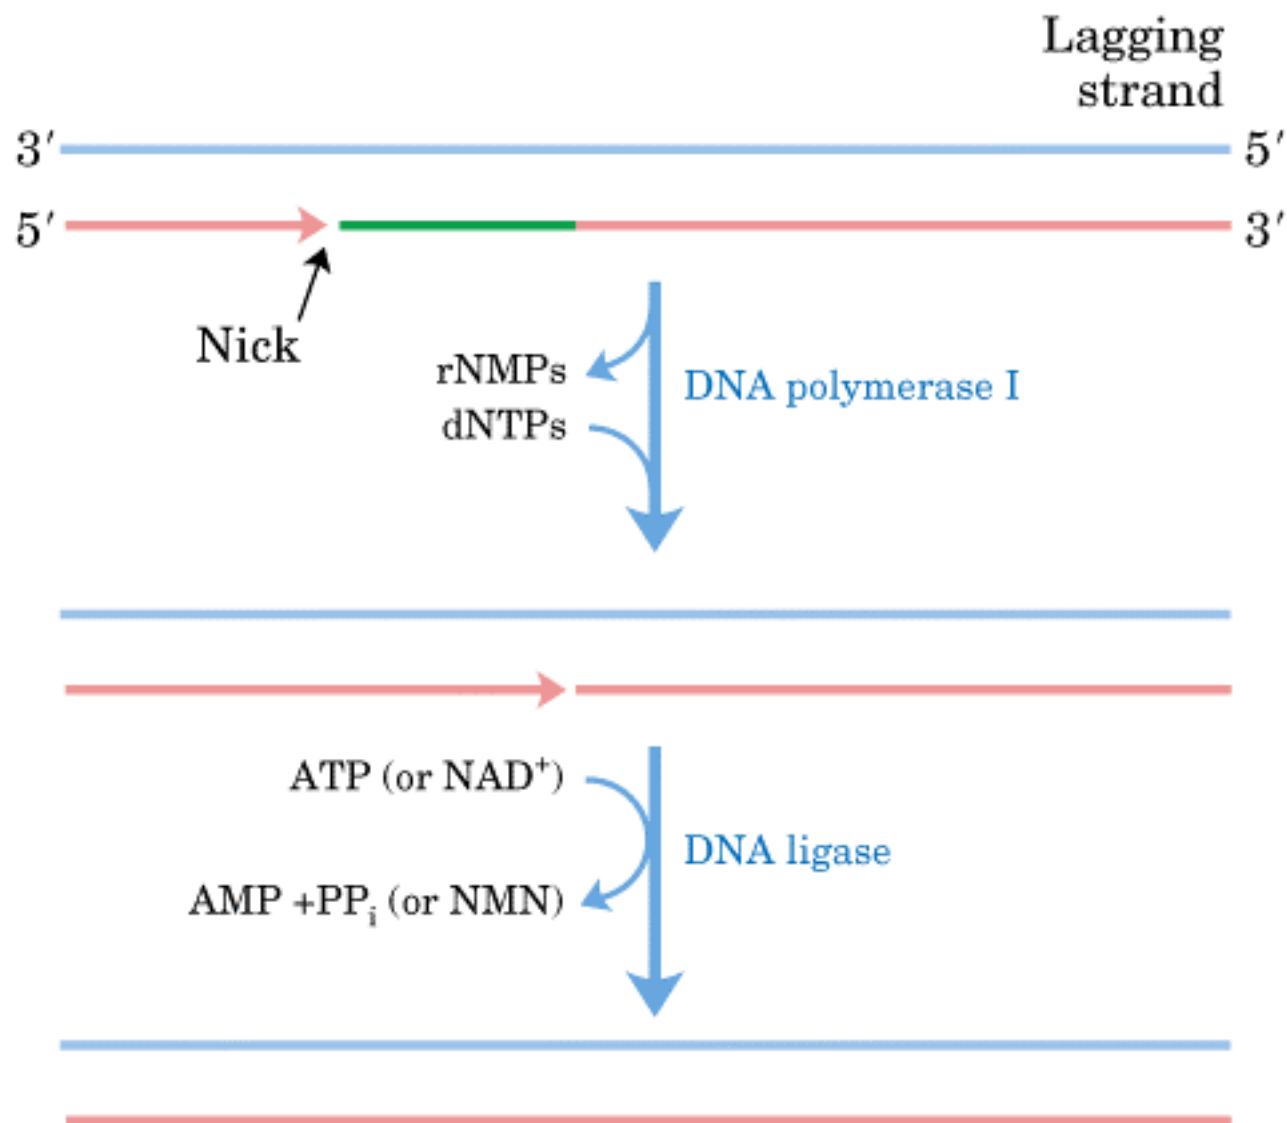 Lagging
strand
3′ 5′
5′ 3′
Nick
rNMPs
DNA polymerase I
dNTPs
ATP (or NAD⁺)
DNA ligase
AMP +PPᵢ (or NMN)